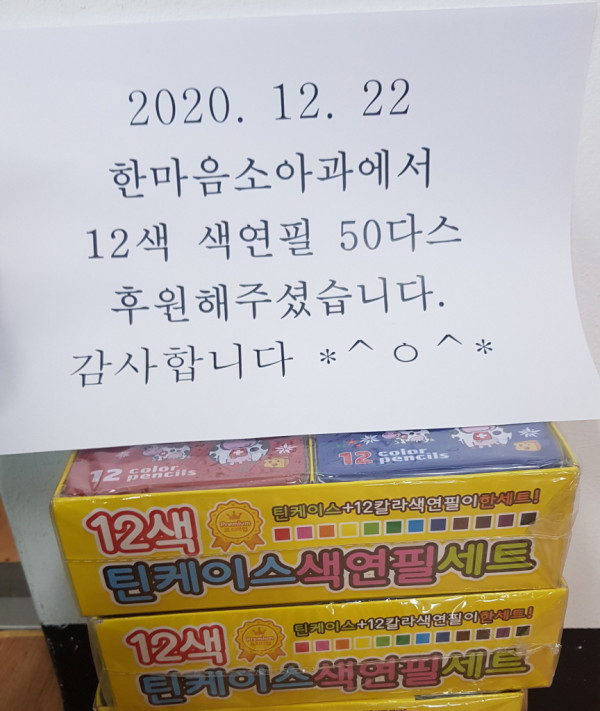 2020. 12. 22
한마음소아과에서
12색 색연필 50다스
후원해주셨습니다.
감사합니다 *^ㅇ^*
12 color pencils
12 color pencils
12색
Premium
틴케이스+12칼라색연필이한세트!
틴케이스색연필세트
12색
Premium
틴케이스+12칼라색연필이한세트!
틴케이스색연필세트